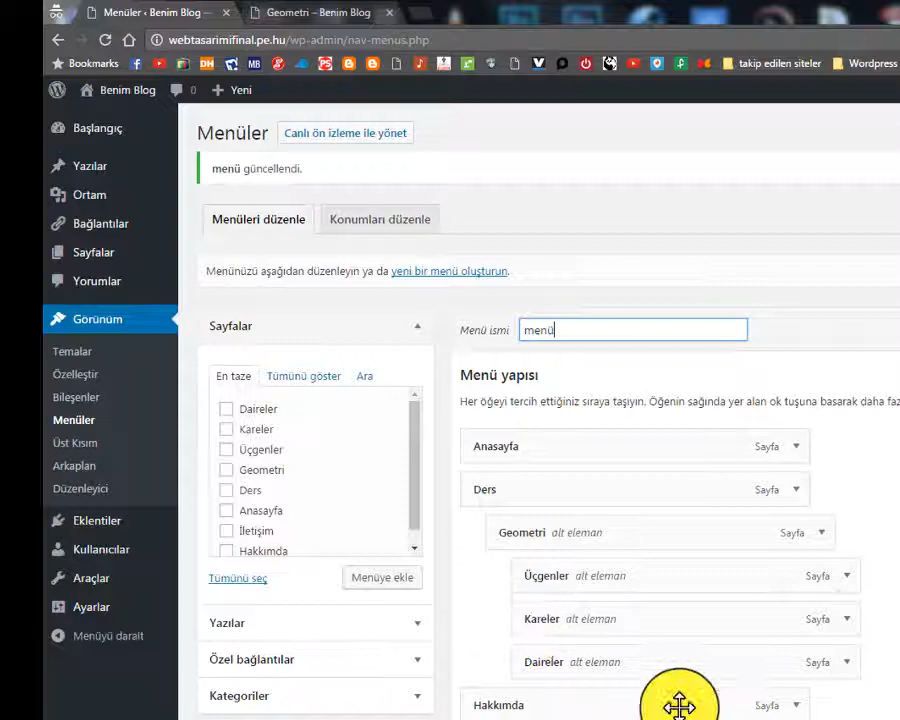 Menüler ‹ Benim Blog —
Geometri – Benim Blog
webtasarimifinal.pe.hu/wp-admin/nav-menus.php
Bookmarks
takip edilen siteler
Wordpress
Benim Blog
0
Yeni
Başlangıç
Yazılar
Ortam
Bağlantılar
Sayfalar
Yorumlar
Görünüm
Temalar
Özelleştir
Bileşenler
Menüler
Üst Kısım
Arkaplan
Düzenleyici
Eklentiler
Kullanıcılar
Araçlar
Ayarlar
Menüyü daralt
Menüler
Canlı ön izleme ile yönet
menü güncellendi.
Menüleri düzenle
Konumları düzenle
Menünüzü aşağıdan düzenleyin ya da yeni bir menü oluşturun.
Sayfalar
En taze
Tümünü göster
Ara
Daireler
Kareler
Üçgenler
Geometri
Ders
Anasayfa
İletişim
Hakkımda
Tümünü seç
Menüye ekle
Yazılar
Özel bağlantılar
Kategoriler
Menü ismi
menü
Menü yapısı
Her öğeyi tercih ettiğiniz sıraya taşıyın. Öğenin sağında yer alan ok tuşuna basarak daha faz
Anasayfa Sayfa
Ders Sayfa
Geometri alt eleman Sayfa
Üçgenler alt eleman Sayfa
Kareler alt eleman Sayfa
Daireler alt eleman Sayfa
Hakkımda Sayfa